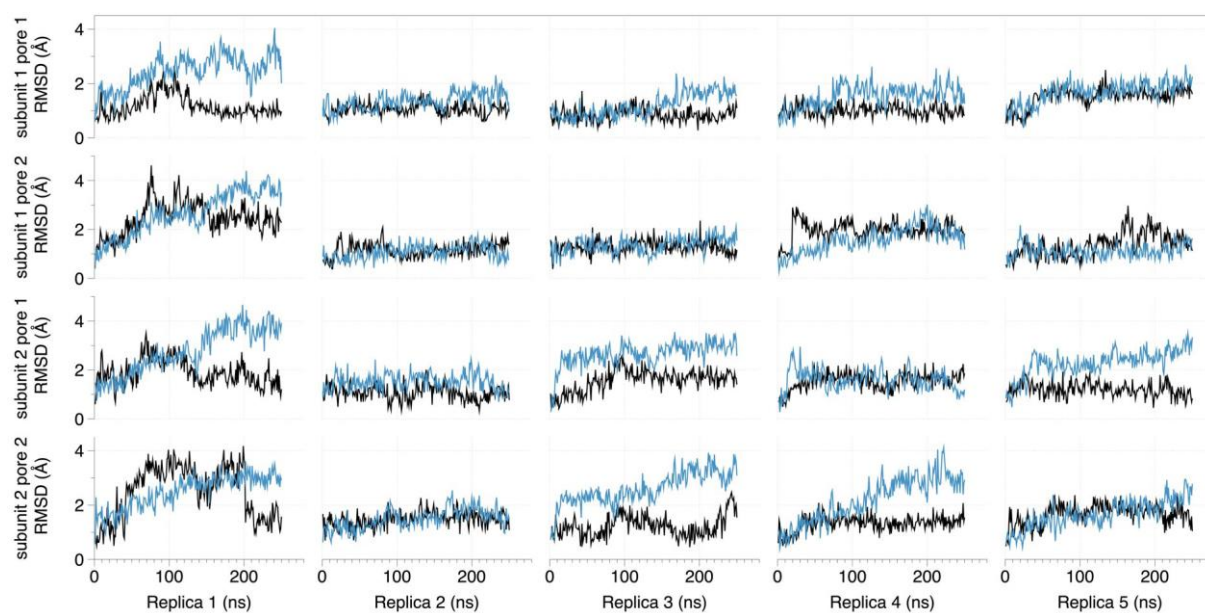 subunit 1 pore 1
RMSD (Å)
4
2
0
subunit 1 pore 2
RMSD (Å)
4
2
0
subunit 2 pore 1
RMSD (Å)
4
2
0
subunit 2 pore 2
RMSD (Å)
4
2
0
0 100 200 0 100 200 0 100 200 0 100 200 0 100 200
Replica 1 (ns) Replica 2 (ns) Replica 3 (ns) Replica 4 (ns) Replica 5 (ns)